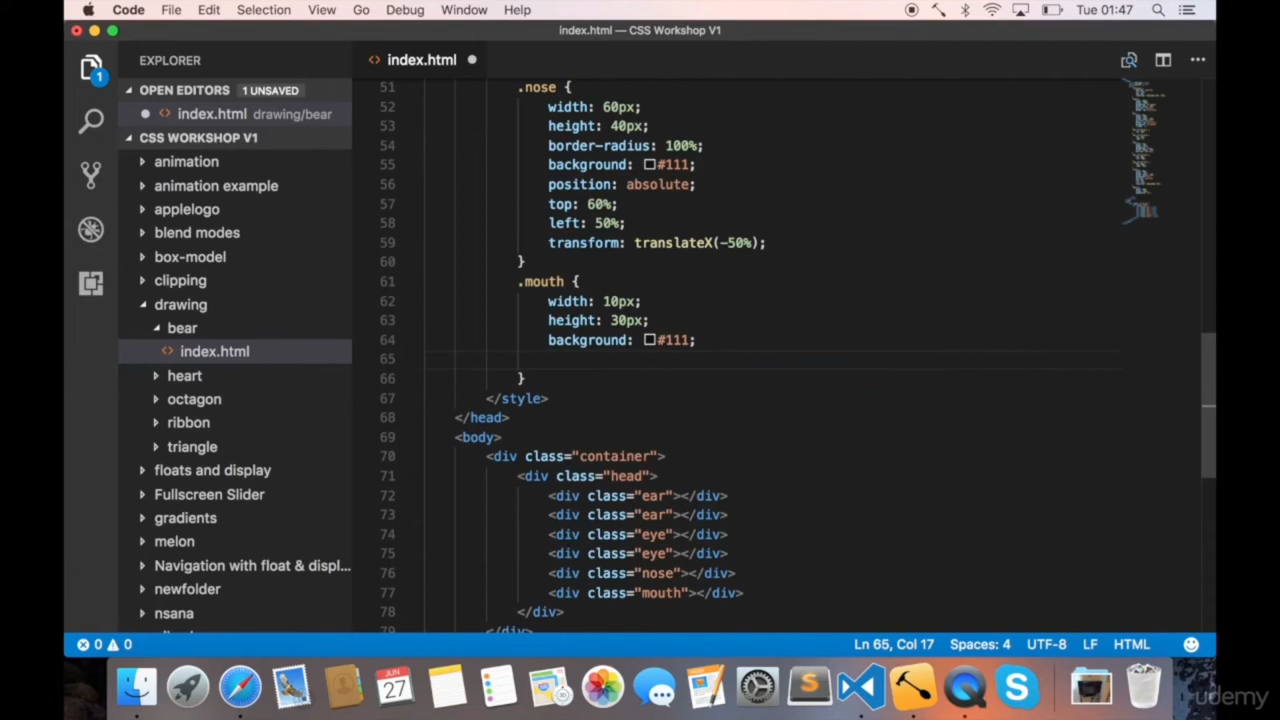 Code File Edit Selection View Go Debug Window Help Tue 01:47
index.html — CSS Workshop V1
EXPLORER
OPEN EDITORS 1 UNSAVED
index.html drawing/bear
CSS WORKSHOP V1
animation
animation example
applelogo
blend modes
box-model
clipping
drawing
bear
index.html
heart
octagon
ribbon
triangle
floats and display
Fullscreen Slider
gradients
melon
Navigation with float & displ...
newfolder
nsana
1
index.html
51 .nose {
52 width: 60px;
53 height: 40px;
54 border-radius: 100%;
55 background: #111;
56 position: absolute;
57 top: 60%;
58 left: 50%;
59 transform: translateX(-50%);
60 }
61 .mouth {
62 width: 10px;
63 height: 30px;
64 background: #111;
65
66 }
67 </style>
68 </head>
69 <body>
70 <div class="container">
71 <div class="head">
72 <div class="ear"></div>
73 <div class="ear"></div>
74 <div class="eye"></div>
75 <div class="eye"></div>
76 <div class="nose"></div>
77 <div class="mouth"></div>
78 </div>
79 </div>
0 0 Ln 65, Col 17 Spaces: 4 UTF-8 LF HTML
JUN
27
udemy